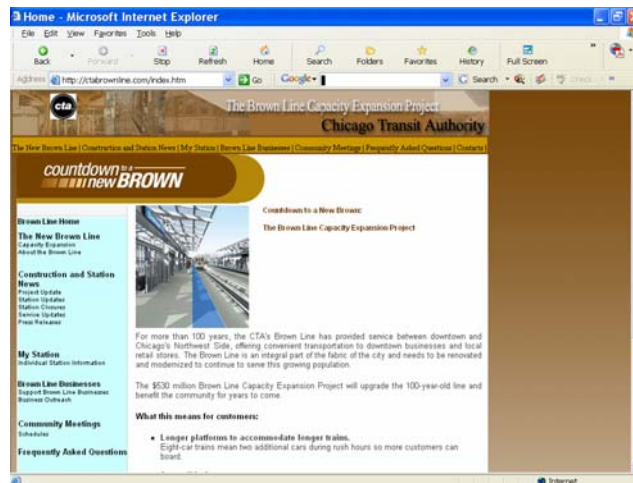 Home - Microsoft Internet Explorer
File Edit View Favorites Tools Help
Back Forward Stop Refresh Home Search Folders Favorites History Full Screen
Address http://ctabrownline.com/index.htm Go Google Search
cta
The Brown Line Capacity Expansion Project
Chicago Transit Authority
The New Brown Line | Construction and Station News | My Station | Brown Line Businesses | Community Meetings | Frequently Asked Questions | Contacts |
countdown to a
new BROWN
Brown Line Home
The New Brown Line
Capacity Expansion
About the Brown Line
Construction and Station
News
Project Update
Station Updates
Station Closures
Service Updates
Press Releases
My Station
Individual Station Information
Brown Line Businesses
Support Brown Line Businesses
Business Outreach
Community Meetings
Schedules
Frequently Asked Questions
Countdown to a New Brown:
The Brown Line Capacity Expansion Project
For more than 100 years, the CTA's Brown Line has provided service between downtown and
Chicago's Northwest Side, offering convenient transportation to downtown businesses and local
retail stores. The Brown Line is an integral part of the fabric of the city and needs to be renovated
and modernized to continue to serve this growing population.
The $530 million Brown Line Capacity Expansion Project will upgrade the 100-year-old line and
benefit the community for years to come.
What this means for customers:
Longer platforms to accommodate longer trains.
Eight-car trains mean two additional cars during rush hours so more customers can
board.
Internet